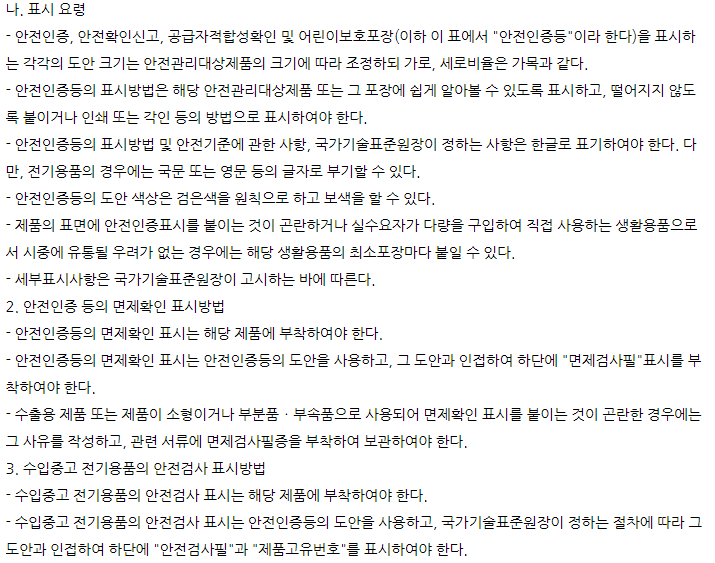 나. 표시 요령
- 안전인증, 안전확인신고, 공급자적합성확인 및 어린이보호포장(이하 이 표에서 "안전인증등"이라 한다)을 표시하
는 각각의 도안 크기는 안전관리대상제품의 크기에 따라 조정하되 가로, 세로비율은 가목과 같다.
- 안전인증등의 표시방법은 해당 안전관리대상제품 또는 그 포장에 쉽게 알아볼 수 있도록 표시하고, 떨어지지 않도
록 붙이거나 인쇄 또는 각인 등의 방법으로 표시하여야 한다.
- 안전인증등의 표시방법 및 안전기준에 관한 사항, 국가기술표준원장이 정하는 사항은 한글로 표기하여야 한다. 다
만, 전기용품의 경우에는 국문 또는 영문 등의 글자로 부기할 수 있다.
- 안전인증등의 도안 색상은 검은색을 원칙으로 하고 보색을 할 수 있다.
- 제품의 표면에 안전인증표시를 붙이는 것이 곤란하거나 실수요자가 다량을 구입하여 직접 사용하는 생활용품으로
서 시중에 유통될 우려가 없는 경우에는 해당 생활용품의 최소포장마다 붙일 수 있다.
- 세부표시사항은 국가기술표준원장이 고시하는 바에 따른다.
2. 안전인증 등의 면제확인 표시방법
- 안전인증등의 면제확인 표시는 해당 제품에 부착하여야 한다.
- 안전인증등의 면제확인 표시는 안전인증등의 도안을 사용하고, 그 도안과 인접하여 하단에 "면제검사필"표시를 부
착하여야 한다.
- 수출용 제품 또는 제품이 소형이거나 부분품ㆍ부속품으로 사용되어 면제확인 표시를 붙이는 것이 곤란한 경우에는
그 사유를 작성하고, 관련 서류에 면제검사필증을 부착하여 보관하여야 한다.
3. 수입중고 전기용품의 안전검사 표시방법
- 수입중고 전기용품의 안전검사 표시는 해당 제품에 부착하여야 한다.
- 수입중고 전기용품의 안전검사 표시는 안전인증등의 도안을 사용하고, 국가기술표준원장이 정하는 절차에 따라 그
도안과 인접하여 하단에 "안전검사필"과 "제품고유번호"를 표시하여야 한다.